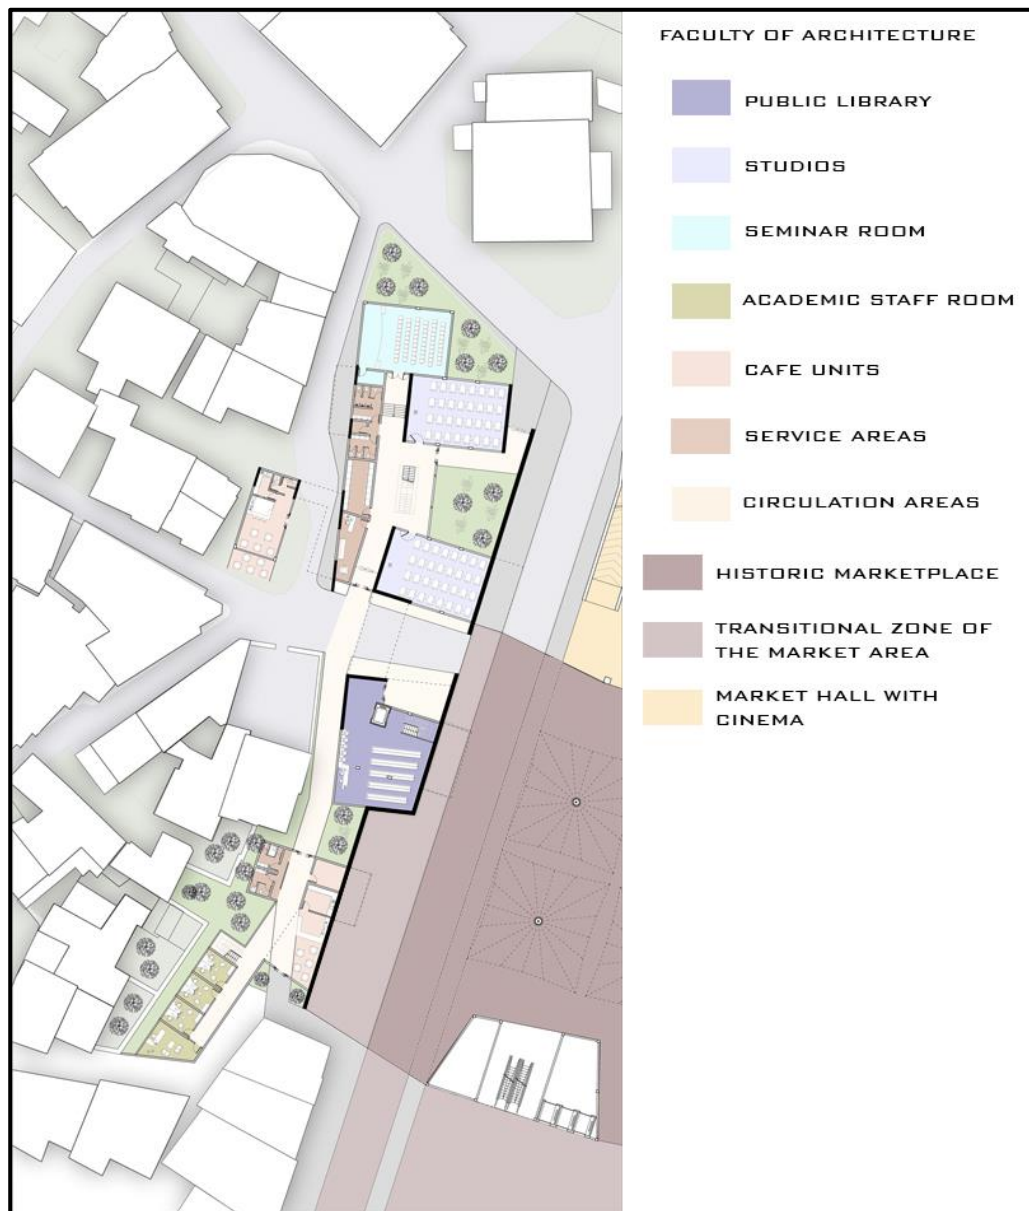 FACULTY OF ARCHITECTURE
PUBLIC LIBRARY
STUDIOS
SEMINAR ROOM
ACADEMIC STAFF ROOM
CAFE UNITS
SERVICE AREAS
CIRCULATION AREAS
HISTORIC MARKETPLACE
TRANSITIONAL ZONE OF
THE MARKET AREA
MARKET HALL WITH
CINEMA